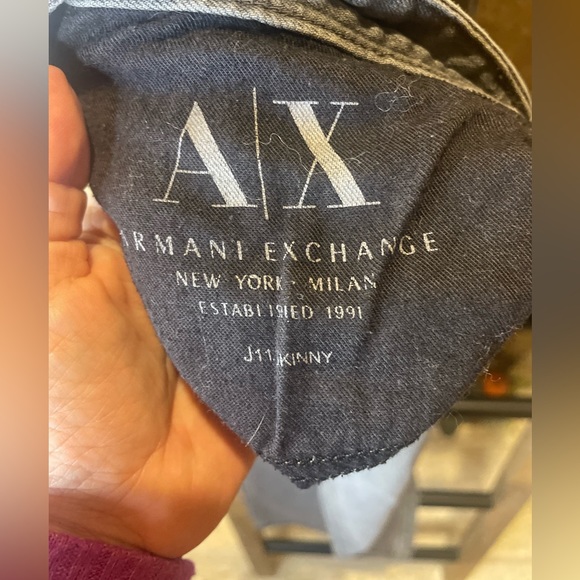 A|X
ARMANI EXCHANGE
NEW YORK · MILAN
ESTABLISHED 1991
J11 SKINNY